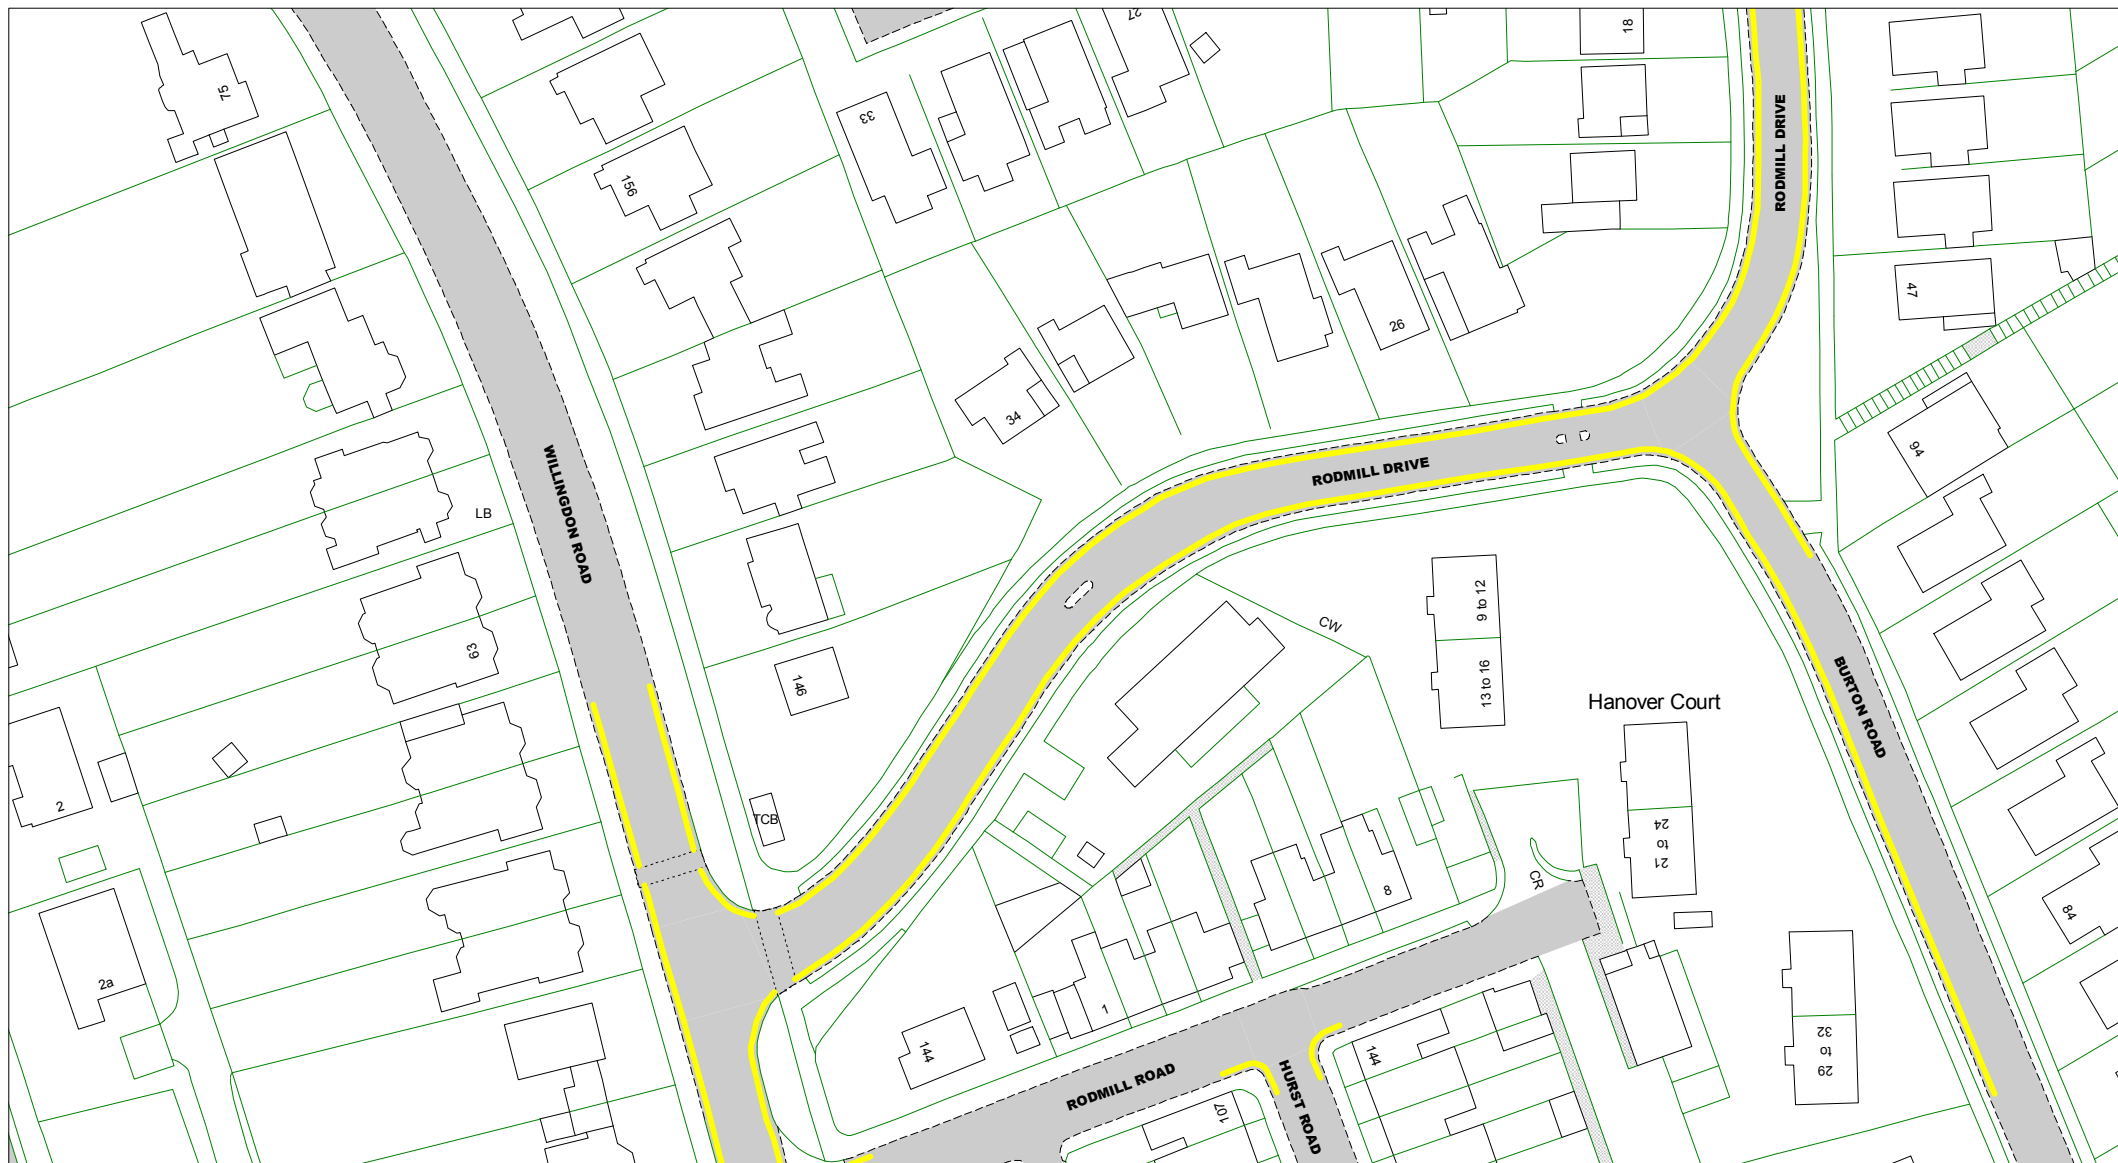 27
18
75
33
RODMILL DRIVE
156
47
26
34
94
RODMILL DRIVE
WILLINGDON ROAD
LB
9 to 12
CW
63
146
13 to 16
Hanover Court
BURTON ROAD
2
TCB
21
to
24
8
CR
84
2a
1
144
144
29
to
32
RODMILL ROAD
107
HURST ROAD